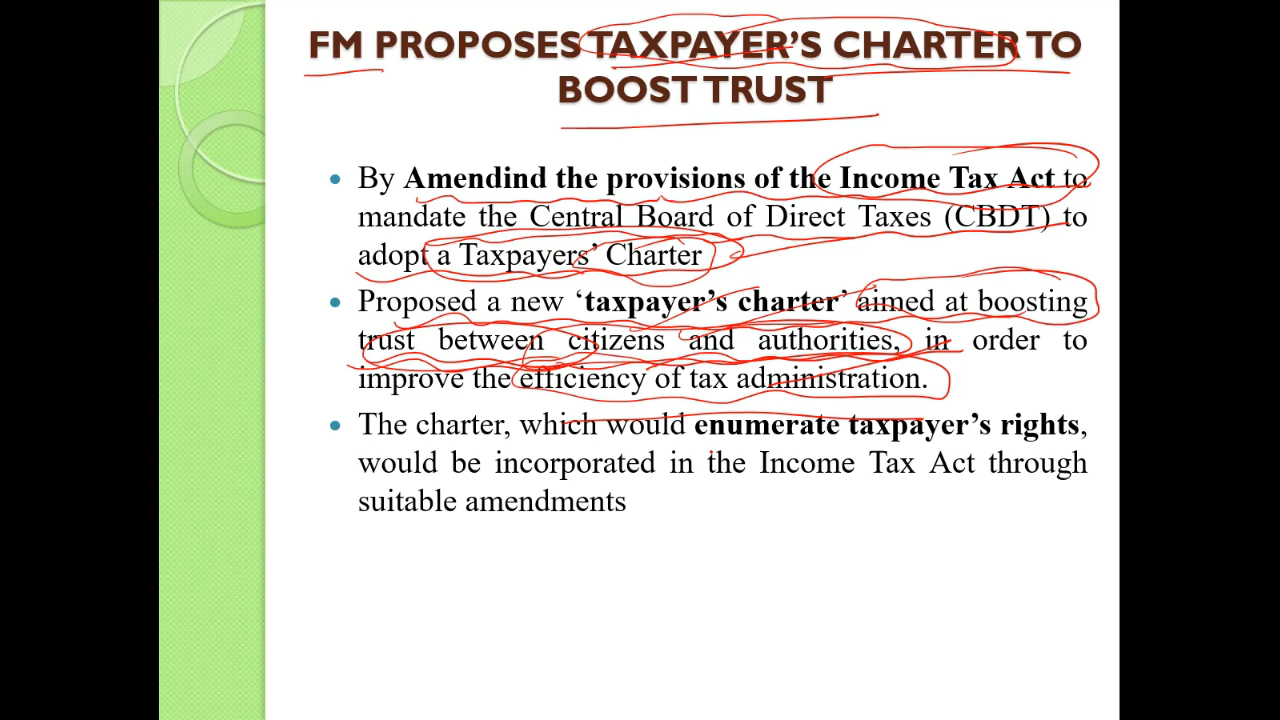 FM PROPOSES TAXPAYER'S CHARTER TO
BOOST TRUST
By Amendind the provisions of the Income Tax Act to
mandate the Central Board of Direct Taxes (CBDT) to
adopt a Taxpayers' Charter
Proposed a new ‘taxpayer's charter’ aimed at boosting
trust between citizens and authorities, in order to
improve the efficiency of tax administration.
The charter, which would enumerate taxpayer's rights,
would be incorporated in the Income Tax Act through
suitable amendments